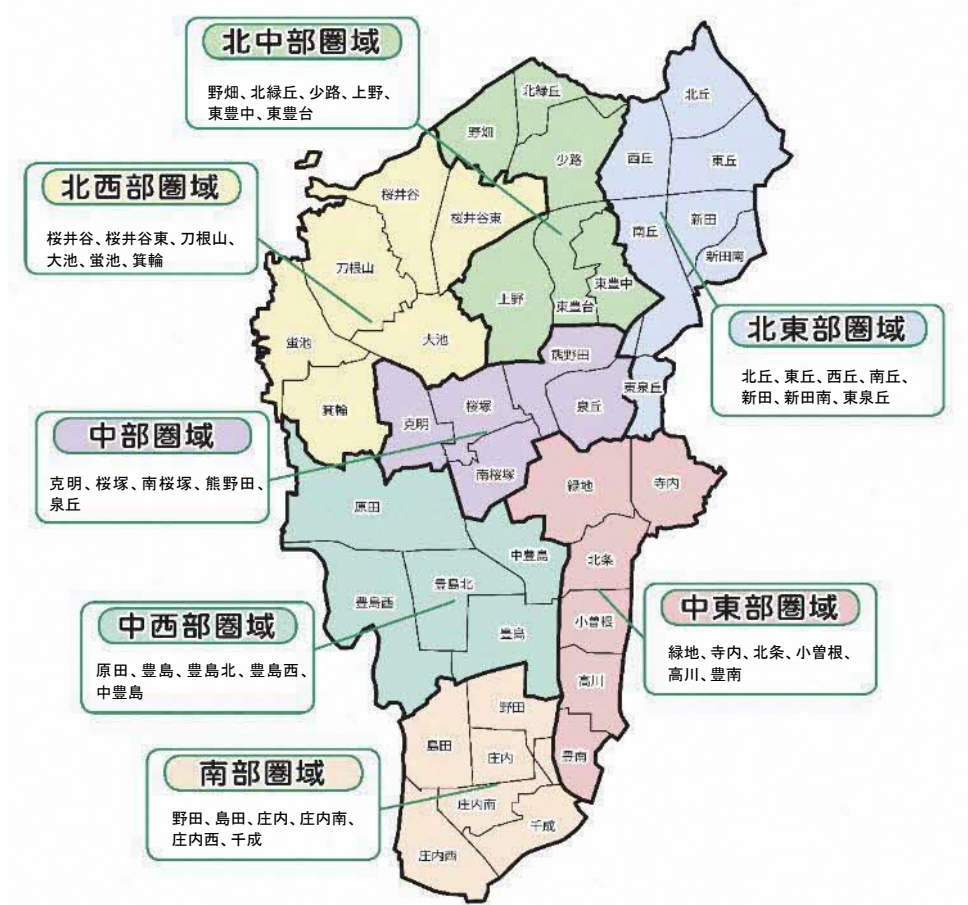 北中部圏域
野畑、北緑丘、少路、上野、
東豊中、東豊台
北西部圏域
桜井谷、桜井谷東、刀根山、
大池、蛍池、箕輪
北東部圏域
北丘、東丘、西丘、南丘、
新田、新田南、東泉丘
中部圏域
克明、桜塚、南桜塚、熊野田、
泉丘
中西部圏域
原田、豊島、豊島北、豊島西、
中豊島
中東部圏域
緑地、寺内、北条、小曽根、
高川、豊南
南部圏域
野田、島田、庄内、庄内南、
庄内西、千成
北緑丘
野畑
少路
北丘
西丘
東丘
桜井谷
桜井谷東
南丘
新田
新田南
刀根山
上野
東豊中
東豊台
蛍池
大池
熊野田
東泉丘
箕輪
克明
桜塚
泉丘
南桜塚
緑地
寺内
原田
中豊島
北条
豊島西
豊島北
豊島
小曽根
高川
野田
島田
庄内
豊南
庄内南
千成
庄内西